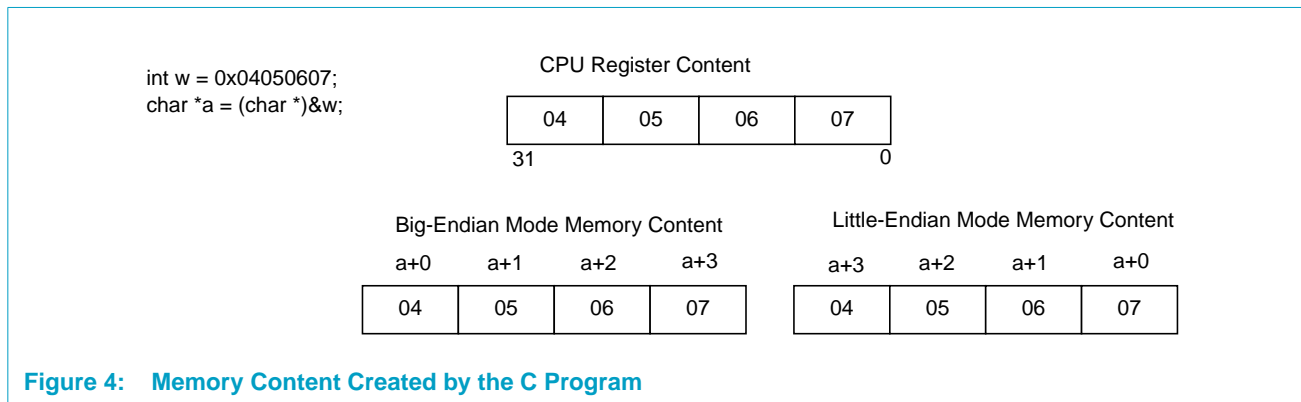 int w = 0x04050607;
char *a = (char *)&w;
CPU Register Content
04 05 06 07
31 0
Big-Endian Mode Memory Content
a+0 a+1 a+2 a+3
04 05 06 07
Little-Endian Mode Memory Content
a+3 a+2 a+1 a+0
04 05 06 07
Figure 4: Memory Content Created by the C Program